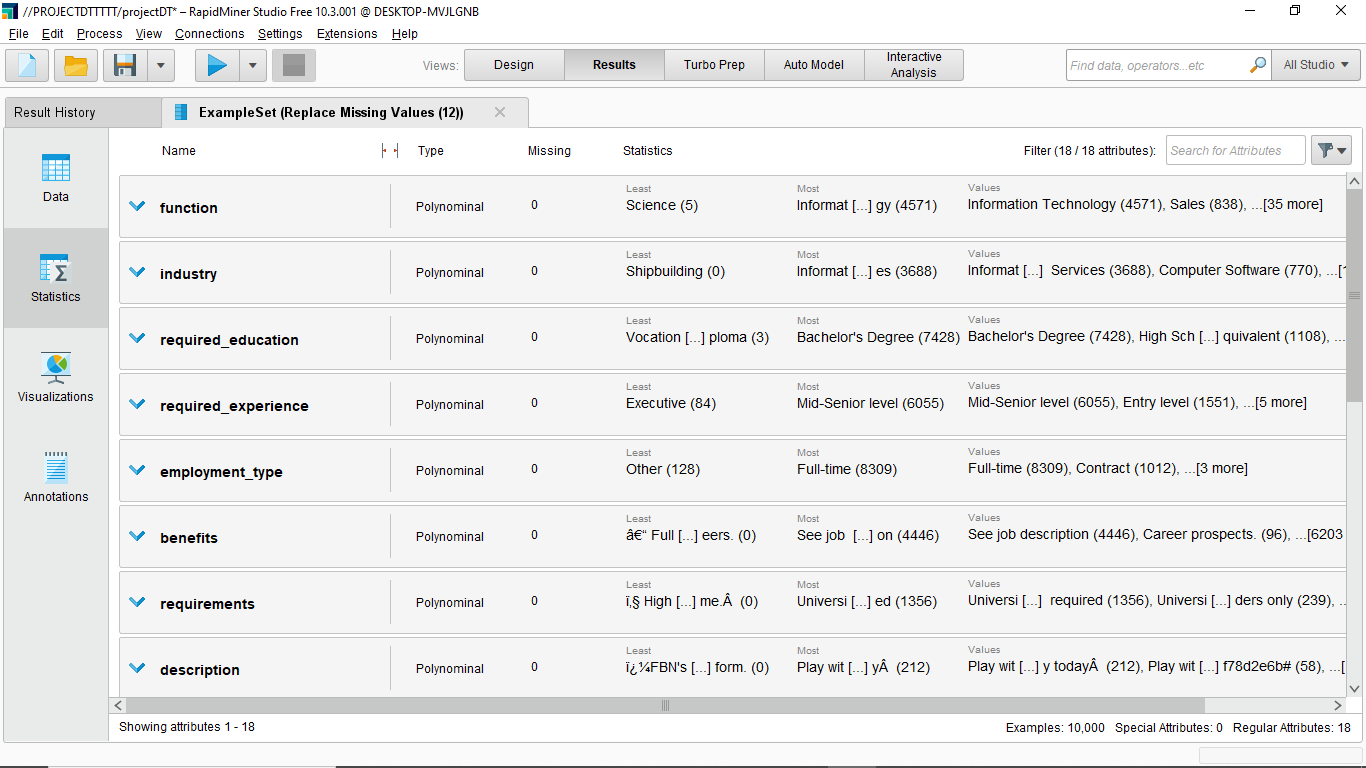 //PROJECTDTTTTT/projectDT* – RapidMiner Studio Free 10.3.001 @ DESKTOP-MVJLGNB
File Edit Process View Connections Settings Extensions Help
Views: Design Results Turbo Prep Auto Model Interactive Analysis Find data, operators...etc All Studio
Result History ExampleSet (Replace Missing Values (12))
Data
Statistics
Visualizations
Annotations
Name Type Missing Statistics Filter (18 / 18 attributes): Search for Attributes
Least Most Values
function Polynominal 0 Science (5) Informat [...] gy (4571) Information Technology (4571), Sales (838), ...[35 more]
Least Most Values
industry Polynominal 0 Shipbuilding (0) Informat [...] es (3688) Informat [...]  Services (3688), Computer Software (770), ...[1
Least Most Values
required_education Polynominal 0 Vocation [...] ploma (3) Bachelor's Degree (7428) Bachelor's Degree (7428), High Sch [...] quivalent (1108), ...
Least Most Values
required_experience Polynominal 0 Executive (84) Mid-Senior level (6055) Mid-Senior level (6055), Entry level (1551), ...[5 more]
Least Most Values
employment_type Polynominal 0 Other (128) Full-time (8309) Full-time (8309), Contract (1012), ...[3 more]
Least Most Values
benefits Polynominal 0 â€“ Full [...] eers. (0) See job  [...] on (4446) See job description (4446), Career prospects. (96), ...[6203
Least Most Values
requirements Polynominal 0 ï‚§ High [...] me.Â  (0) Universi [...] ed (1356) Universi [...]  required (1356), Universi [...] ders only (239), ..
Least Most Values
description Polynominal 0 ï¿¼FBN's [...] form. (0) Play wit [...] yÂ  (212) Play wit [...] y todayÂ  (212), Play wit [...] f78d2e6b# (58), ...[
Showing attributes 1 - 18 Examples: 10,000 Special Attributes: 0 Regular Attributes: 18